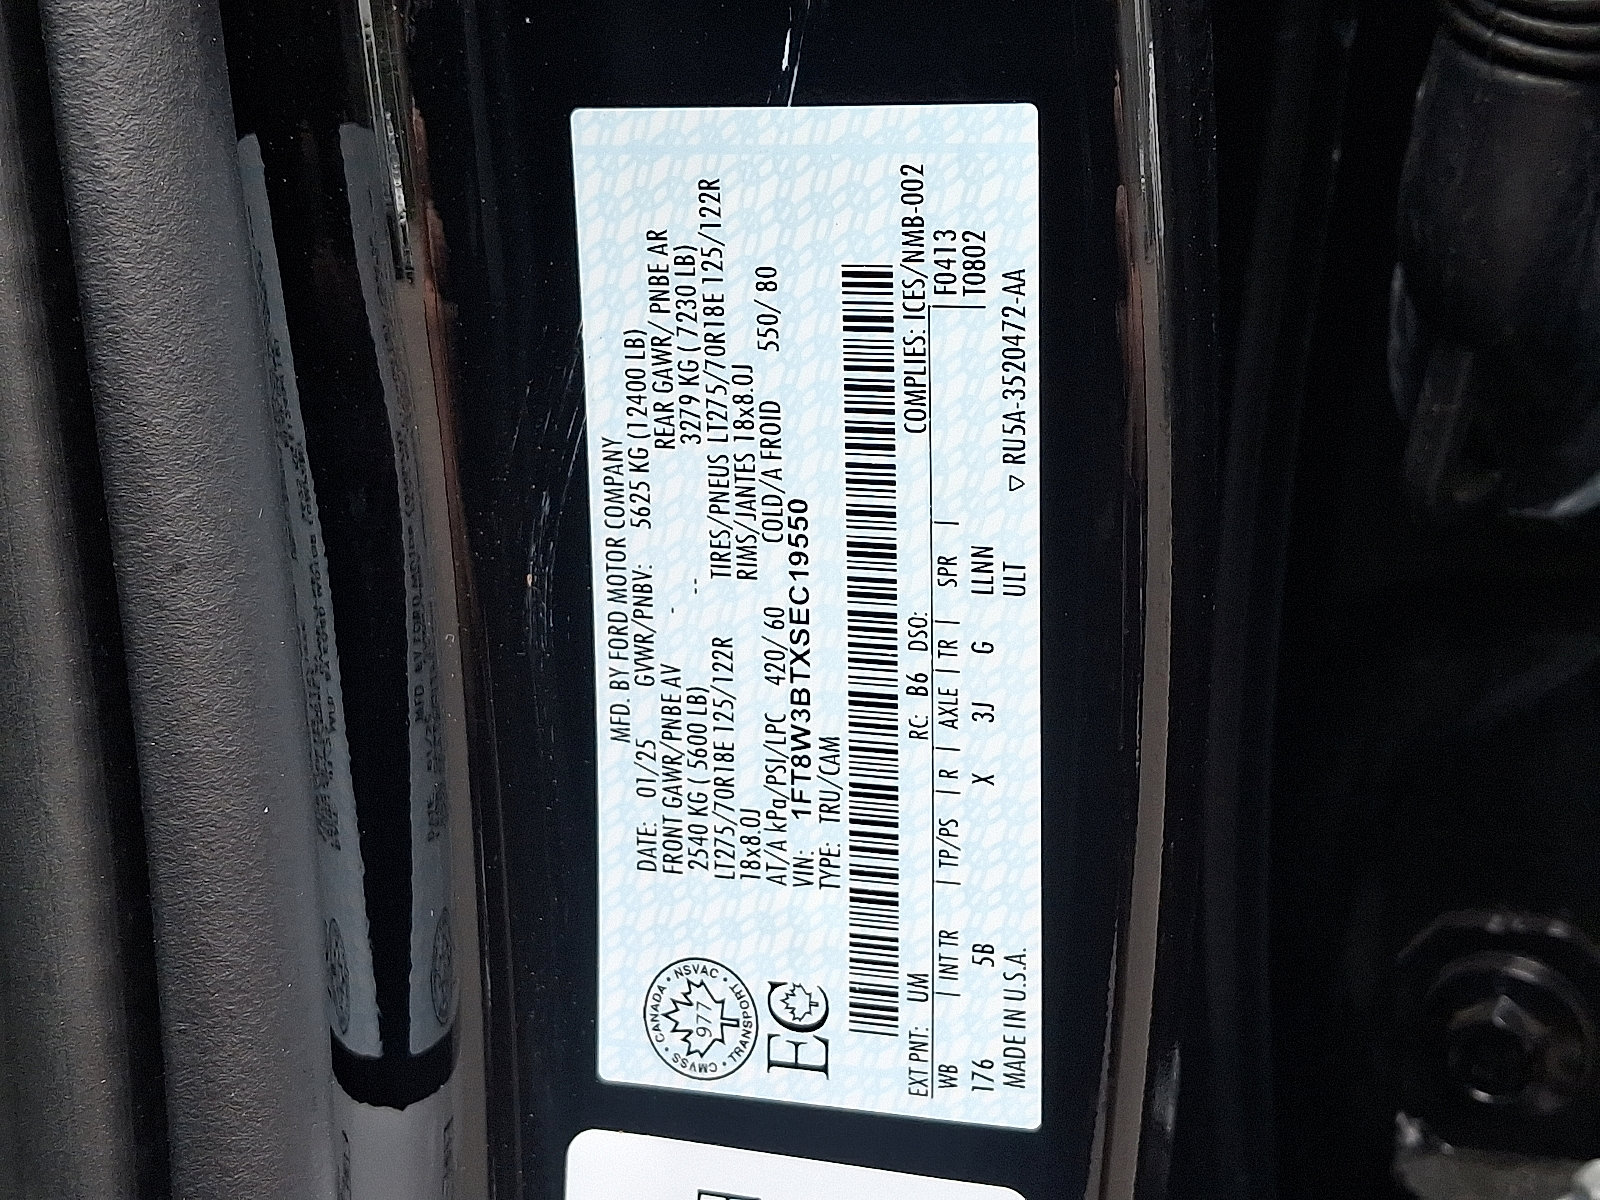 MFD. BY FORD MOTOR COMPANY
DATE: 01/25 GVWR/PNBV: 5625 KG (12400 LB)
FRONT GAWR/PNBE AV - REAR GAWR/ PNBE AR
2540 KG ( 5600 LB) -- 3279 KG ( 7230 LB)
LT275/70R18E 125/122R TIRES/PNEUS LT275/70R18E 125/122R
18x8.0J RIMS/JANTES 18x8.0J
AT/A kPa/PSI/LPC 420/ 60 COLD/A FROID 550/ 80
VIN: 1FT8W3BTXSEC19550
TYPE: TRU/CAM
CMVSS • CANADA • NSVAC • TRANSPORT •
977
EC
EXT PNT: UM RC: B6 DSO: COMPLIES: ICES/NMB-002
WB | INT TR | TP/PS | R | AXLE | TR | SPR | F0413
176 5B X 3J G LLNN | T0802
MADE IN U.S.A. ULT ▽ RU5A-3520472-AA